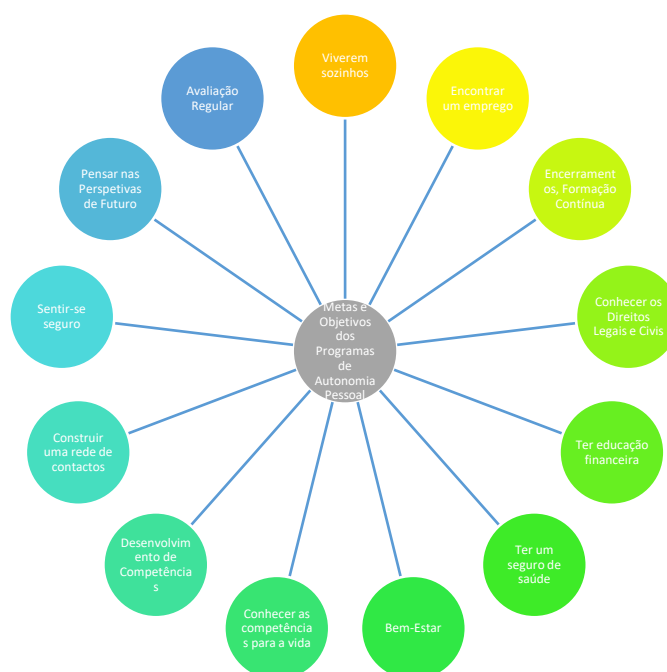 Viverem
sozinhos
Encontrar
um emprego
Encerrament
os, Formação
Contínua
Conhecer os
Direitos
Legais e Civis
Ter educação
financeira
Ter um
seguro de
saúde
Bem-Estar
Conhecer as
competência
s para a vida
Desenvolvim
ento de
Competência
s
Construir
uma rede de
contactos
Sentir-se
seguro
Pensar nas
Perspetivas
de Futuro
Avaliação
Regular
Metas e
Objetivos
dos
Programas
de
Autonomia
Pessoal